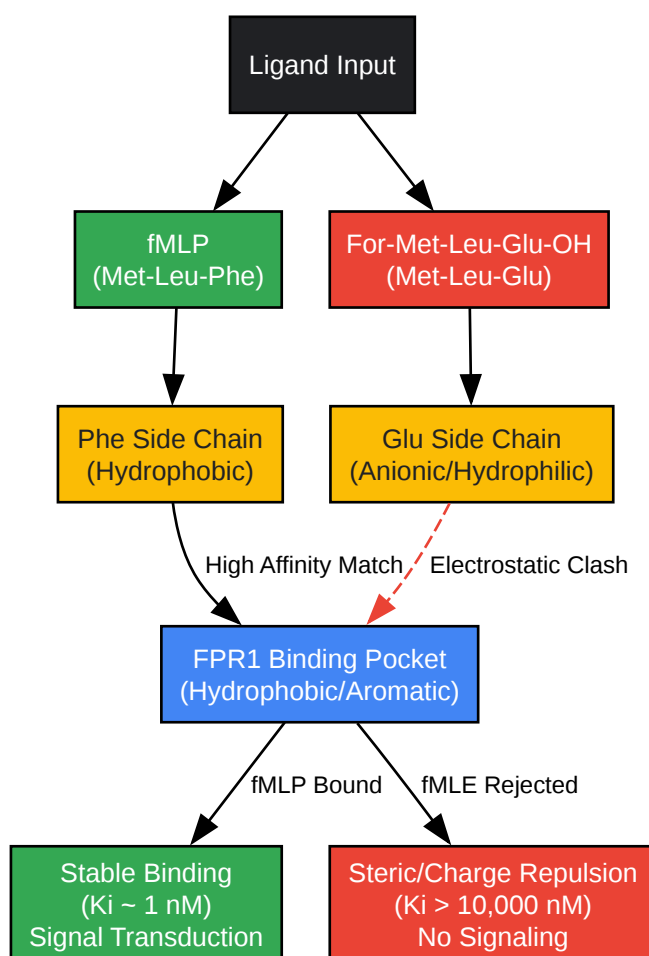 Ligand Input
fMLP
(Met-Leu-Phe)
For-Met-Leu-Glu-OH
(Met-Leu-Glu)
Phe Side Chain
(Hydrophobic)
Glu Side Chain
(Anionic/Hydrophilic)
High Affinity Match
Electrostatic Clash
FPR1 Binding Pocket
(Hydrophobic/Aromatic)
fMLP Bound
fMLE Rejected
Stable Binding
(Ki ~ 1 nM)
Signal Transduction
Steric/Charge Repulsion
(Ki > 10,000 nM)
No Signaling